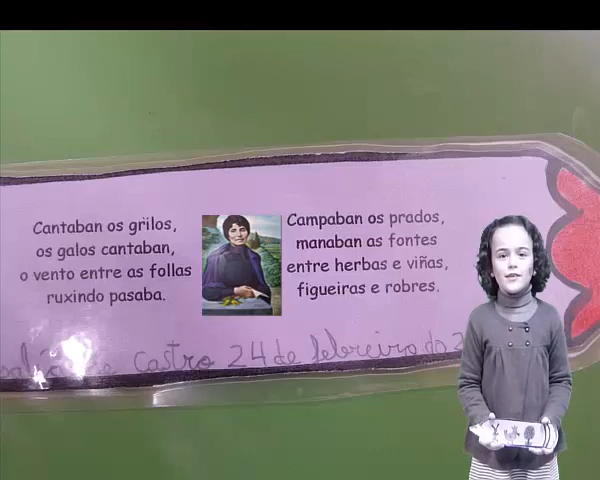 Cantaban os grilos,
os galos cantaban,
o vento entre as follas
ruxindo pasaba.
Campaban os prados,
manaban as fontes
entre herbas e viñas,
figueiras e robres.
Castro 24 de febreiro do 2